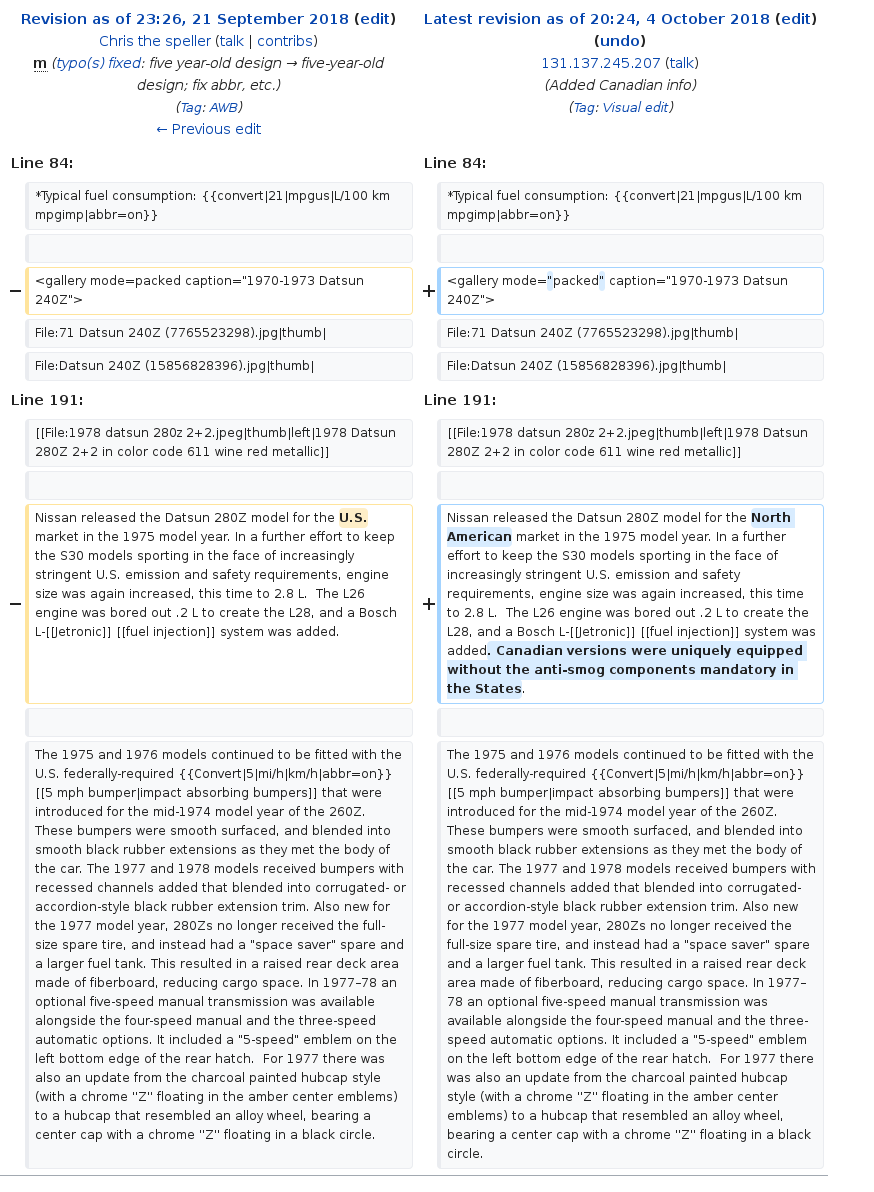 Revision as of 23:26, 21 September 2018 (edit)
Chris the speller (talk | contribs)
m (typo(s) fixed: five year-old design → five-year-old
design; fix abbr, etc.)
(Tag: AWB)
← Previous edit
Latest revision as of 20:24, 4 October 2018 (edit)
(undo)
131.137.245.207 (talk)
(Added Canadian info)
(Tag: Visual edit)
Line 84:
Line 84:
*Typical fuel consumption: {{convert|21|mpgus|L/100 km
mpgimp|abbr=on}}
*Typical fuel consumption: {{convert|21|mpgus|L/100 km
mpgimp|abbr=on}}
−
<gallery mode=packed caption="1970-1973 Datsun
240Z">
+
<gallery mode="packed" caption="1970-1973 Datsun
240Z">
File:71 Datsun 240Z (7765523298).jpg|thumb|
File:71 Datsun 240Z (7765523298).jpg|thumb|
File:Datsun 240Z (15856828396).jpg|thumb|
File:Datsun 240Z (15856828396).jpg|thumb|
Line 191:
Line 191:
[[File:1978 datsun 280z 2+2.jpeg|thumb|left|1978 Datsun
280Z 2+2 in color code 611 wine red metallic]]
[[File:1978 datsun 280z 2+2.jpeg|thumb|left|1978 Datsun
280Z 2+2 in color code 611 wine red metallic]]
−
Nissan released the Datsun 280Z model for the U.S.
market in the 1975 model year. In a further effort to keep
the S30 models sporting in the face of increasingly
stringent U.S. emission and safety requirements, engine
size was again increased, this time to 2.8 L.  The L26
engine was bored out .2 L to create the L28, and a Bosch
L-[[Jetronic]] [[fuel injection]] system was added.
+
Nissan released the Datsun 280Z model for the North
American market in the 1975 model year. In a further
effort to keep the S30 models sporting in the face of
increasingly stringent U.S. emission and safety
requirements, engine size was again increased, this time
to 2.8 L.  The L26 engine was bored out .2 L to create the
L28, and a Bosch L-[[Jetronic]] [[fuel injection]] system was
added. Canadian versions were uniquely equipped
without the anti-smog components mandatory in
the States.
The 1975 and 1976 models continued to be fitted with the
U.S. federally-required {{Convert|5|mi/h|km/h|abbr=on}}
[[5 mph bumper|impact absorbing bumpers]] that were
introduced for the mid-1974 model year of the 260Z.
These bumpers were smooth surfaced, and blended into
smooth black rubber extensions as they met the body of
the car. The 1977 and 1978 models received bumpers with
recessed channels added that blended into corrugated- or
accordion-style black rubber extension trim. Also new for
the 1977 model year, 280Zs no longer received the full-
size spare tire, and instead had a "space saver" spare and
a larger fuel tank. This resulted in a raised rear deck area
made of fiberboard, reducing cargo space. In 1977–78 an
optional five-speed manual transmission was available
alongside the four-speed manual and the three-speed
automatic options. It included a "5-speed" emblem on the
left bottom edge of the rear hatch.  For 1977 there was
also an update from the charcoal painted hubcap style
(with a chrome "Z" floating in the amber center emblems)
to a hubcap that resembled an alloy wheel, bearing a
center cap with a chrome "Z" floating in a black circle.
The 1975 and 1976 models continued to be fitted with the
U.S. federally-required {{Convert|5|mi/h|km/h|abbr=on}}
[[5 mph bumper|impact absorbing bumpers]] that were
introduced for the mid-1974 model year of the 260Z.
These bumpers were smooth surfaced, and blended into
smooth black rubber extensions as they met the body of
the car. The 1977 and 1978 models received bumpers with
recessed channels added that blended into corrugated-
or accordion-style black rubber extension trim. Also new
for the 1977 model year, 280Zs no longer received the
full-size spare tire, and instead had a "space saver" spare
and a larger fuel tank. This resulted in a raised rear deck
area made of fiberboard, reducing cargo space. In 1977–
78 an optional five-speed manual transmission was
available alongside the four-speed manual and the three-
speed automatic options. It included a "5-speed" emblem
on the left bottom edge of the rear hatch.  For 1977 there
was also an update from the charcoal painted hubcap
style (with a chrome "Z" floating in the amber center
emblems) to a hubcap that resembled an alloy wheel,
bearing a center cap with a chrome "Z" floating in a black
circle.